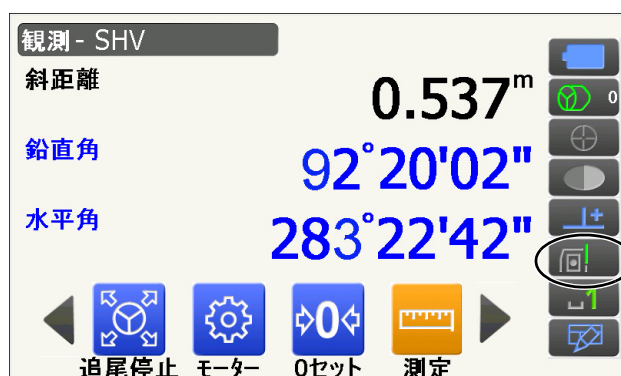 観測 - SHV
斜距離
0.537m
鉛直角
92°20'02"
水平角
283°22'42"
0
1
0
追尾停止
モーター
0セット
測定